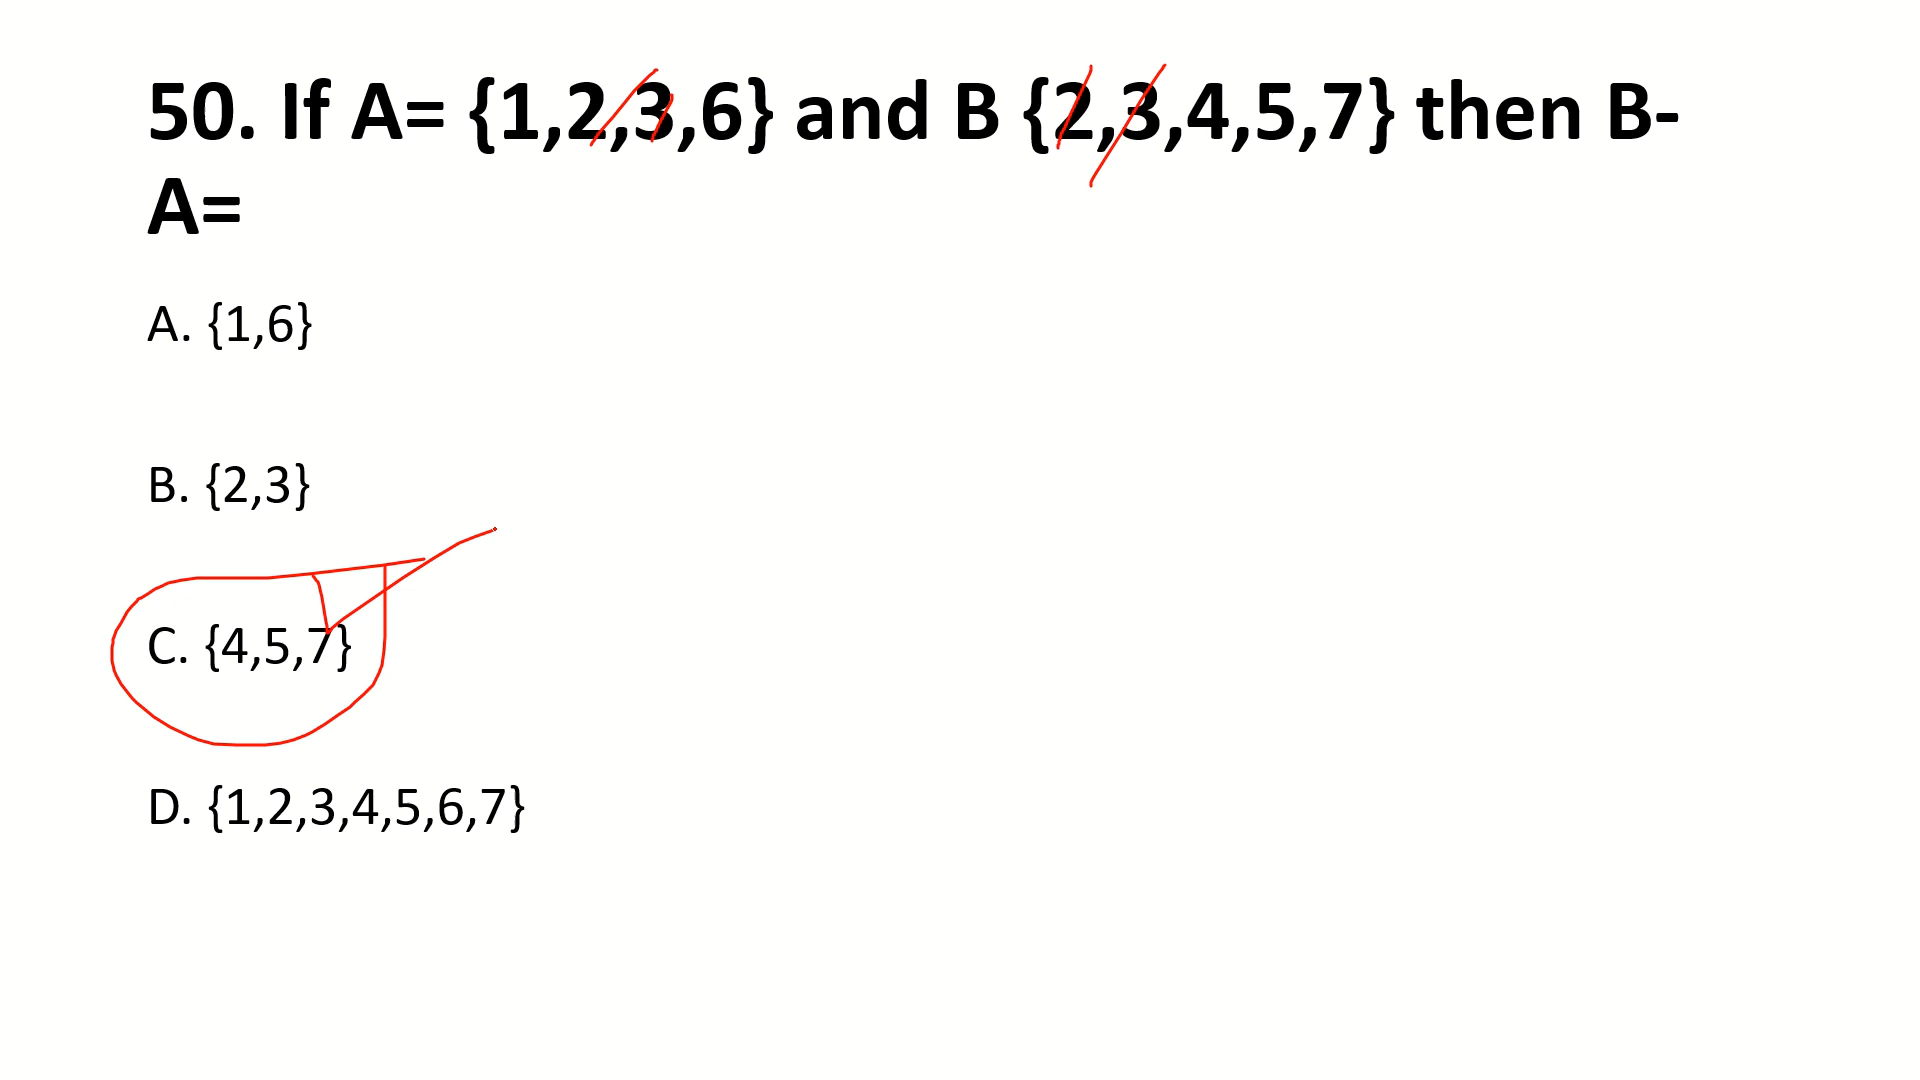 50. If A= {1,2,3,6} and B {2,3,4,5,7} then B-
A=
A. {1,6}
B. {2,3}
C. {4,5,7}
D. {1,2,3,4,5,6,7}